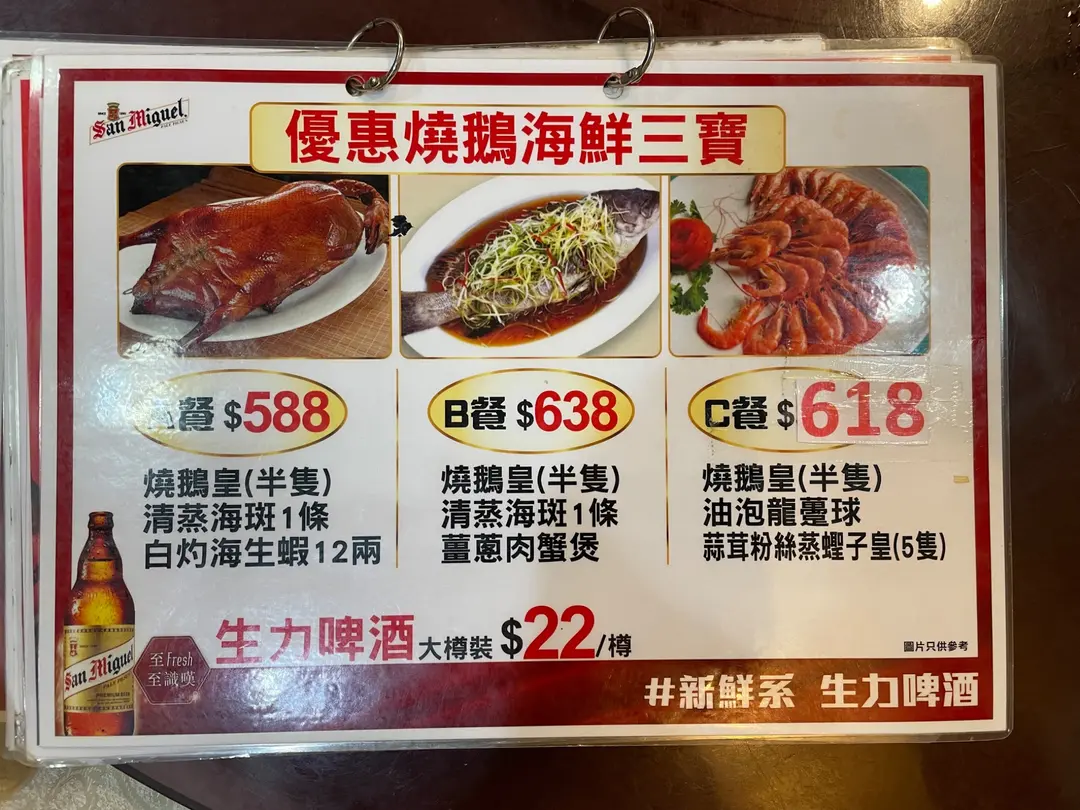 San Miguel
PALE PILSEN
優惠燒鵝海鮮三寶
餐 $588
B餐 $638
C餐 $618
燒鵝皇(半隻)
清蒸海斑1條
白灼海生蝦12兩
燒鵝皇(半隻)
清蒸海斑1條
薑蔥肉蟹煲
燒鵝皇(半隻)
油泡龍躉球
蒜茸粉絲蒸蟶子皇(5隻)
生力啤酒 大樽裝 $22/樽
圖片只供參考
San Miguel
至Fresh
至識嘆
#新鮮系 生力啤酒